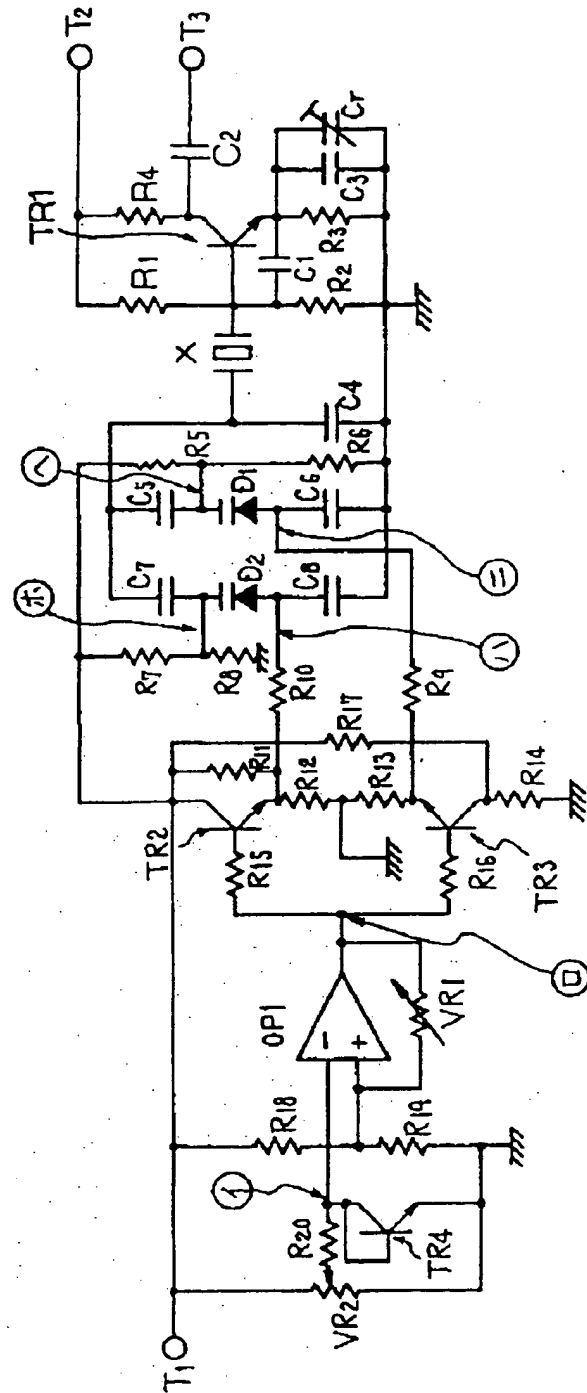 T1
T2
T3
TR1
R4
C2
R1
X
C1
R2
R3
C3
Cr
ヘ
ホ
R5
C5
C7
D1
D2
C4
R6
C6
C8
R7
R8
ニ
ハ
R10
R9
R11
R17
R12
R13
R14
TR2
R15
R16
TR3
OP1
VR1
ロ
R18
R19
イ
R20
TR4
VR2
-
+